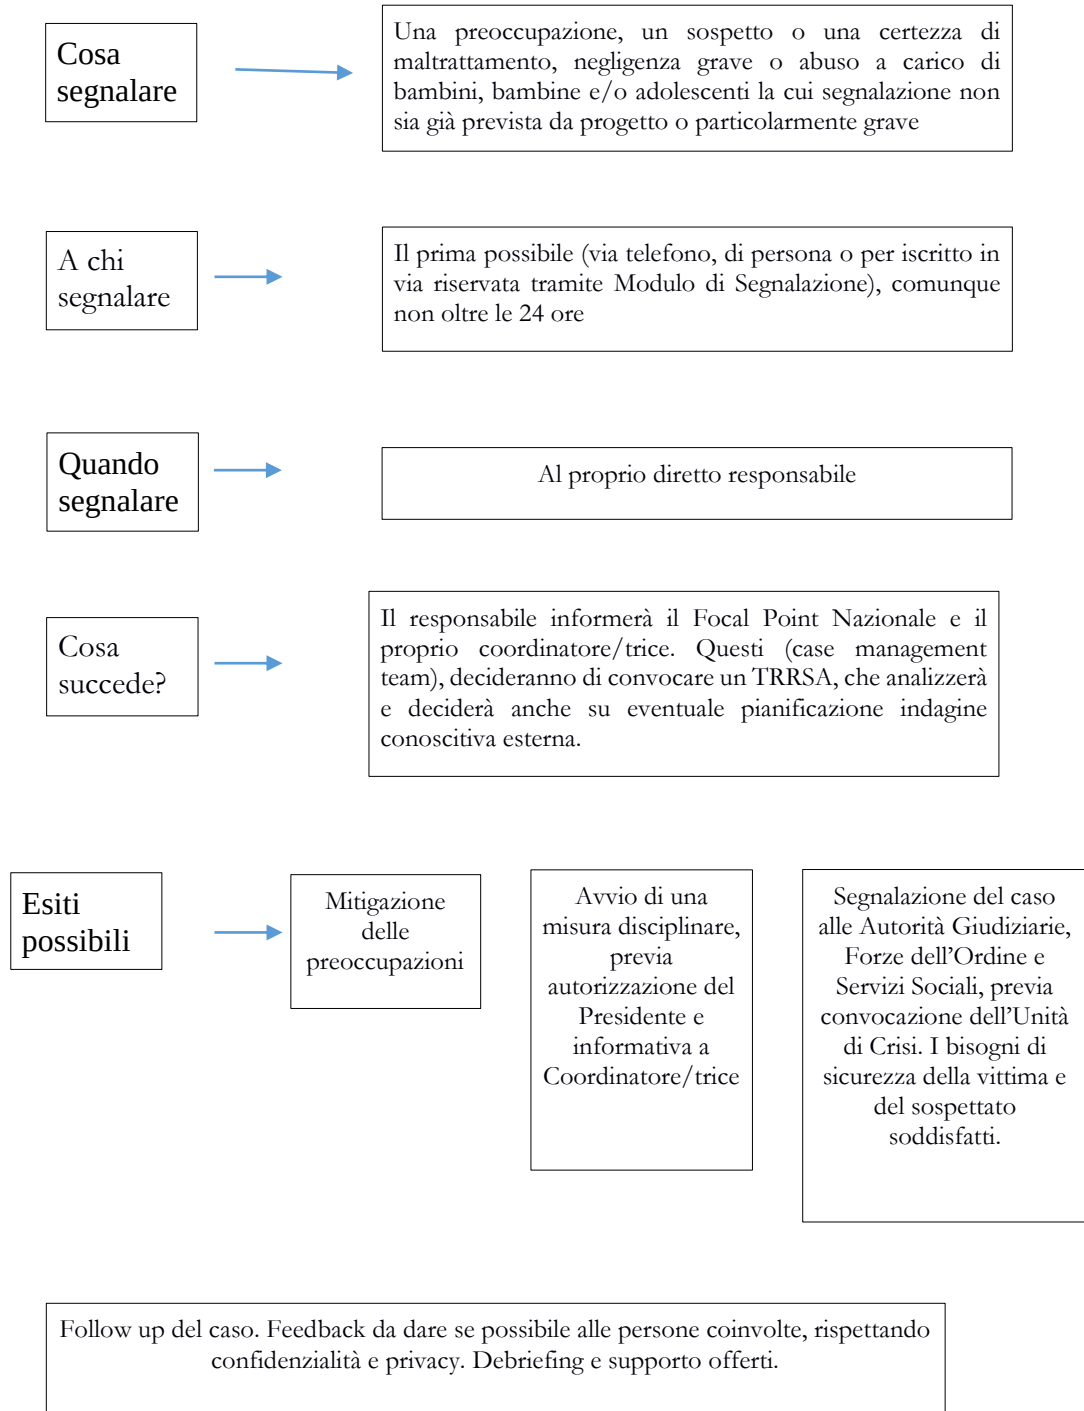 Cosa
segnalare
Una preoccupazione, un sospetto o una certezza di
maltrattamento, negligenza grave o abuso a carico di
bambini, bambine e/o adolescenti la cui segnalazione non
sia già prevista da progetto o particolarmente grave
A chi
segnalare
Il prima possibile (via telefono, di persona o per iscritto in
via riservata tramite Modulo di Segnalazione), comunque
non oltre le 24 ore
Quando
segnalare
Al proprio diretto responsabile
Cosa
succede?
Il responsabile informerà il Focal Point Nazionale e il
proprio coordinatore/trice. Questi (case management
team), decideranno di convocare un TRRSA, che analizzerà
e deciderà anche su eventuale pianificazione indagine
conoscitiva esterna.
Esiti
possibili
Mitigazione
delle
preoccupazioni
Avvio di una
misura disciplinare,
previa
autorizzazione del
Presidente e
informativa a
Coordinatore/trice
Segnalazione del caso
alle Autorità Giudiziarie,
Forze dell'Ordine e
Servizi Sociali, previa
convocazione dell'Unità
di Crisi. I bisogni di
sicurezza della vittima e
del sospettato
soddisfatti.
Follow up del caso. Feedback da dare se possibile alle persone coinvolte, rispettando
confidenzialità e privacy. Debriefing e supporto offerti.